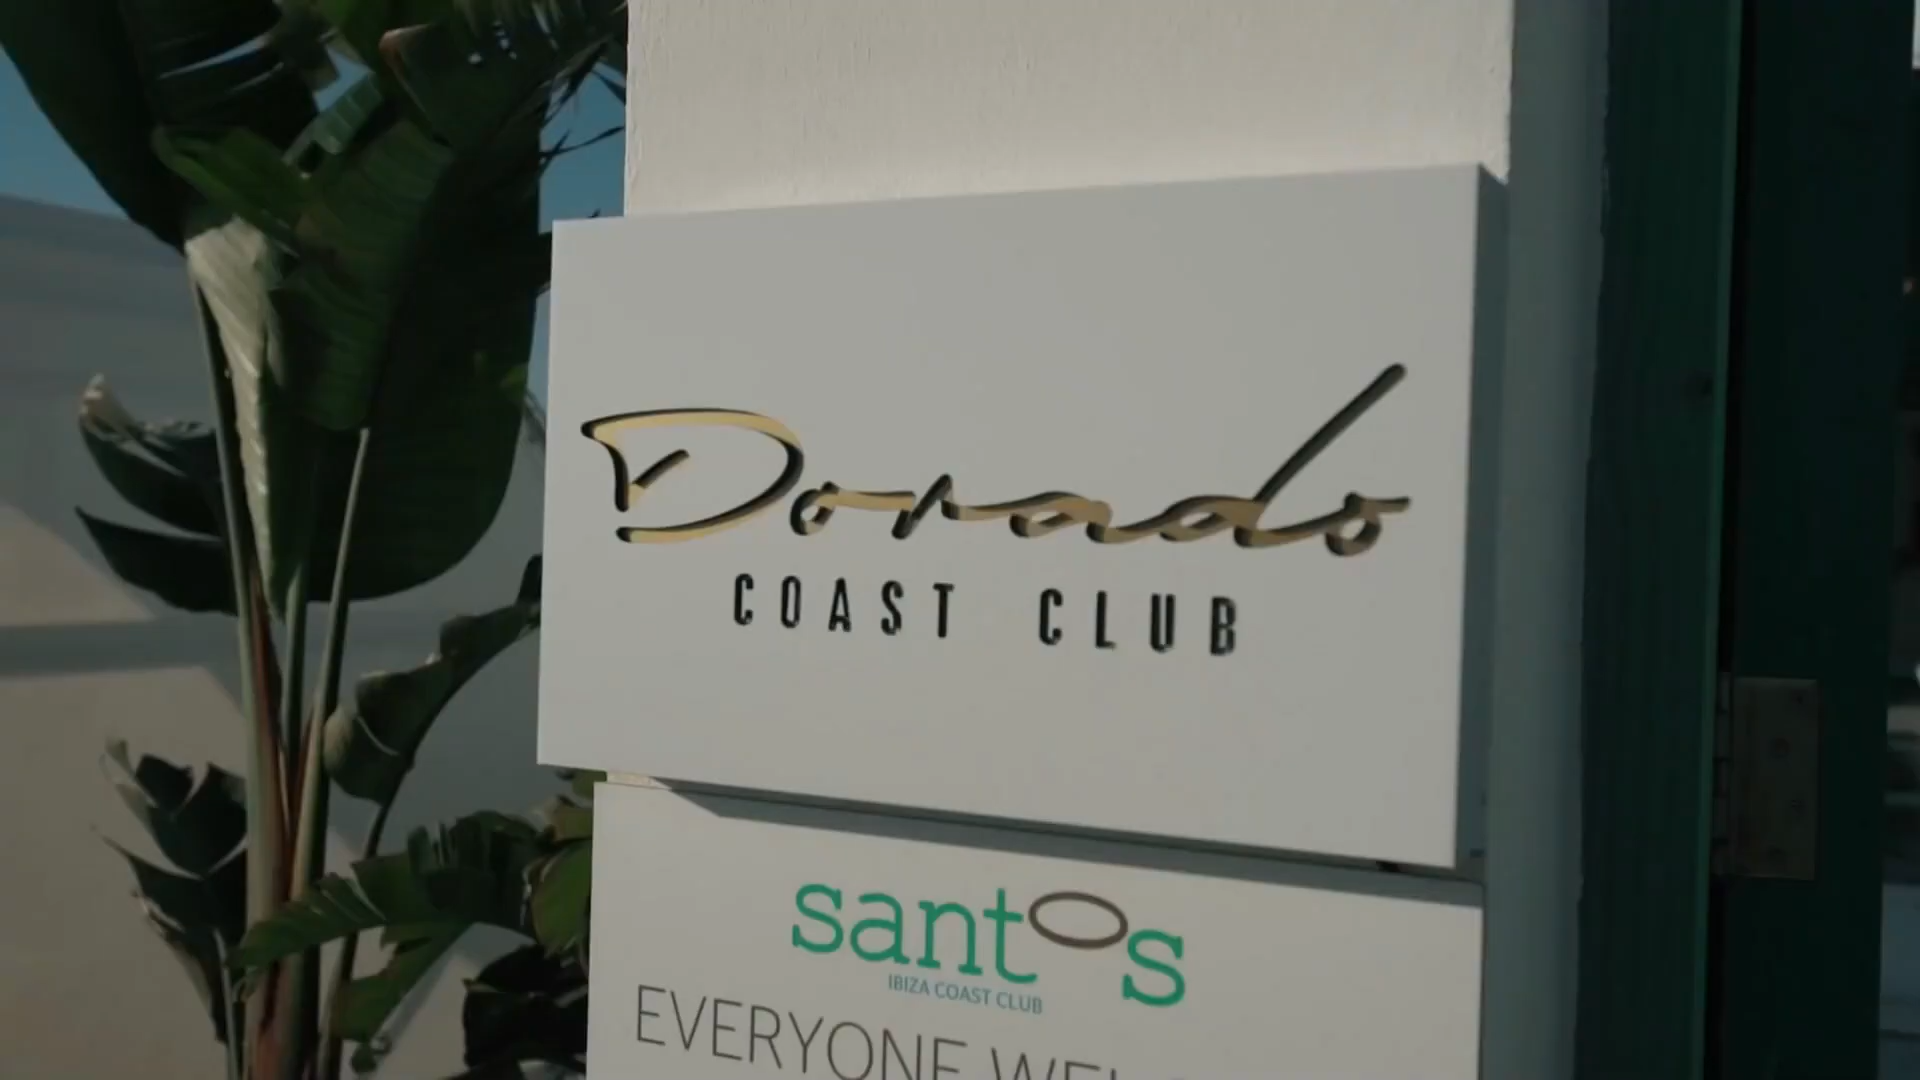 Dorado
COAST CLUB
santos
IBIZA COAST CLUB
EVERYONE